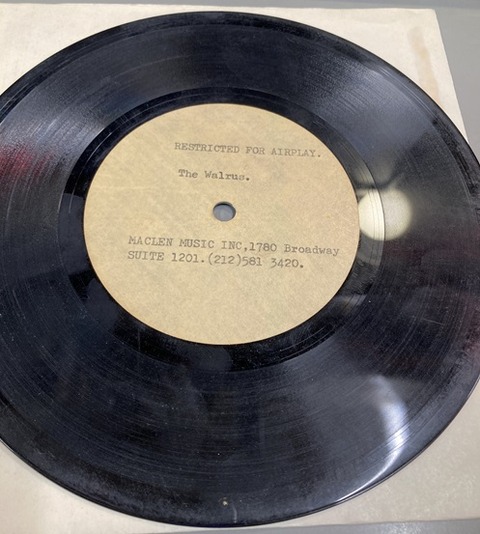 RESTRICTED FOR AIRPLAY.
The Walrus.
MACLEN MUSIC INC,1780 Broadway
SUITE 1201.(212)581 3420.